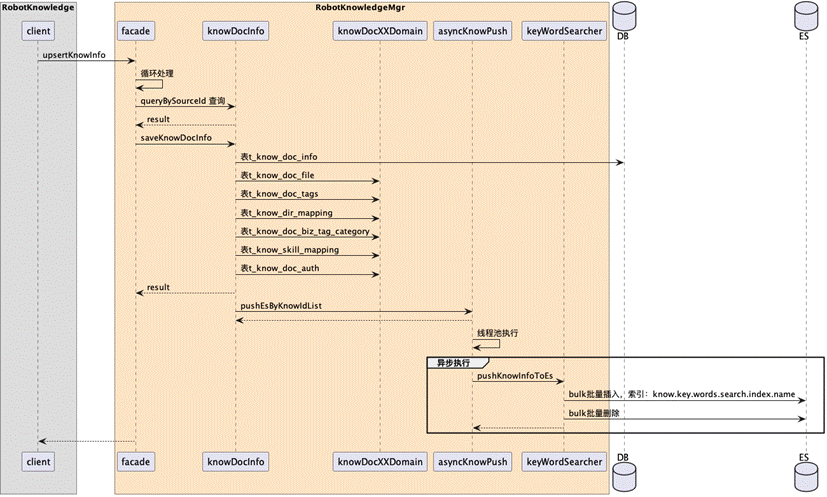 RobotKnowledge
RobotKnowledgeMgr
client
facade
knowDocInfo
knowDocXXDomain
asyncKnowPush
keyWordSearcher
DB
ES
upsertKnowInfo
循环处理
queryBySourceId 查询
result
saveKnowDocInfo
表t_know_doc_info
表t_know_doc_file
表t_know_doc_tags
表t_know_dir_mapping
表t_know_doc_biz_tag_category
表t_know_skill_mapping
表t_know_doc_auth
result
pushEsByKnowIdList
线程池执行
异步执行
pushKnowInfoToEs
bulk批量插入，索引：know.key.words.search.index.name
bulk批量删除
client
facade
knowDocInfo
knowDocXXDomain
asyncKnowPush
keyWordSearcher
DB
ES